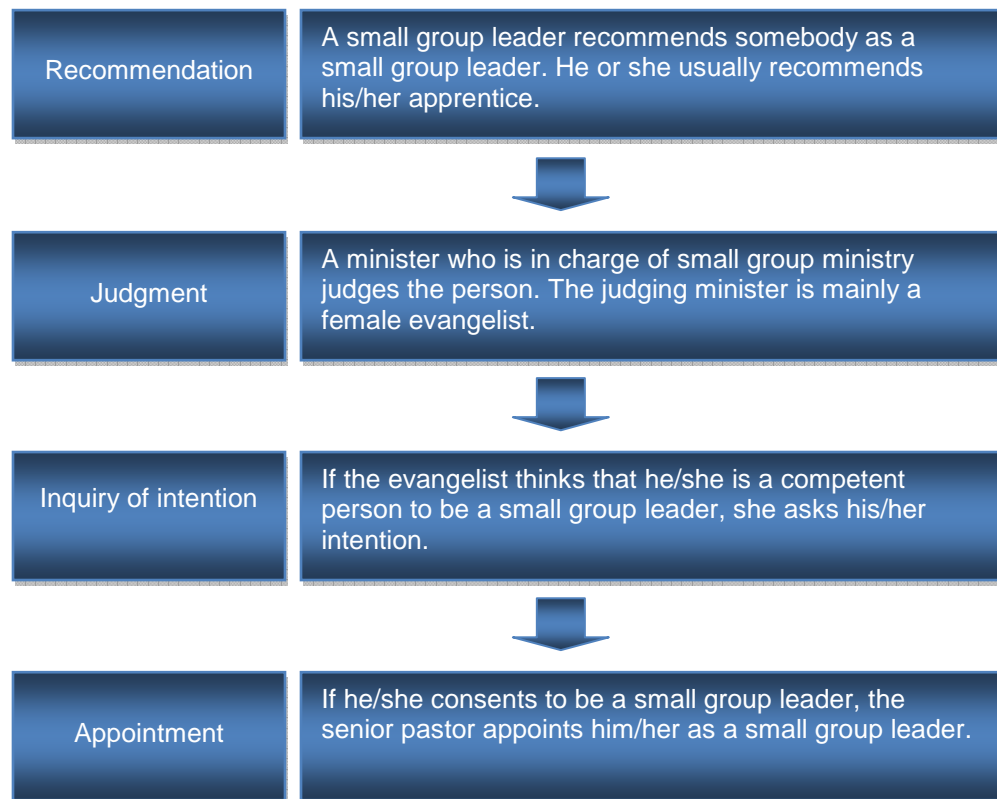 Recommendation
A small group leader recommends somebody as a
small group leader. He or she usually recommends
his/her apprentice.
Judgment
A minister who is in charge of small group ministry
judges the person. The judging minister is mainly a
female evangelist.
Inquiry of intention
If the evangelist thinks that he/she is a competent
person to be a small group leader, she asks his/her
intention.
Appointment
If he/she consents to be a small group leader, the
senior pastor appoints him/her as a small group leader.